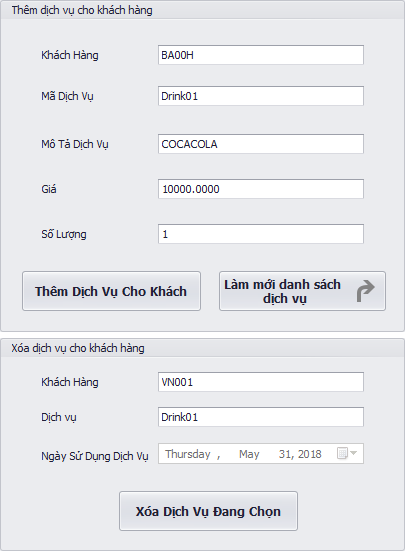 Thêm dịch vụ cho khách hàng
Khách Hàng BA00H
Mã Dịch Vụ Drink01
Mô Tả Dịch Vụ COCACOLA
Giá 10000.0000
Số Lượng 1
Thêm Dịch Vụ Cho Khách
Làm mới danh sách
dịch vụ
Xóa dịch vụ cho khách hàng
Khách Hàng VN001
Dịch vụ Drink01
Ngày Sử Dụng Dịch Vụ Thursday , May 31, 2018
Xóa Dịch Vụ Đang Chọn